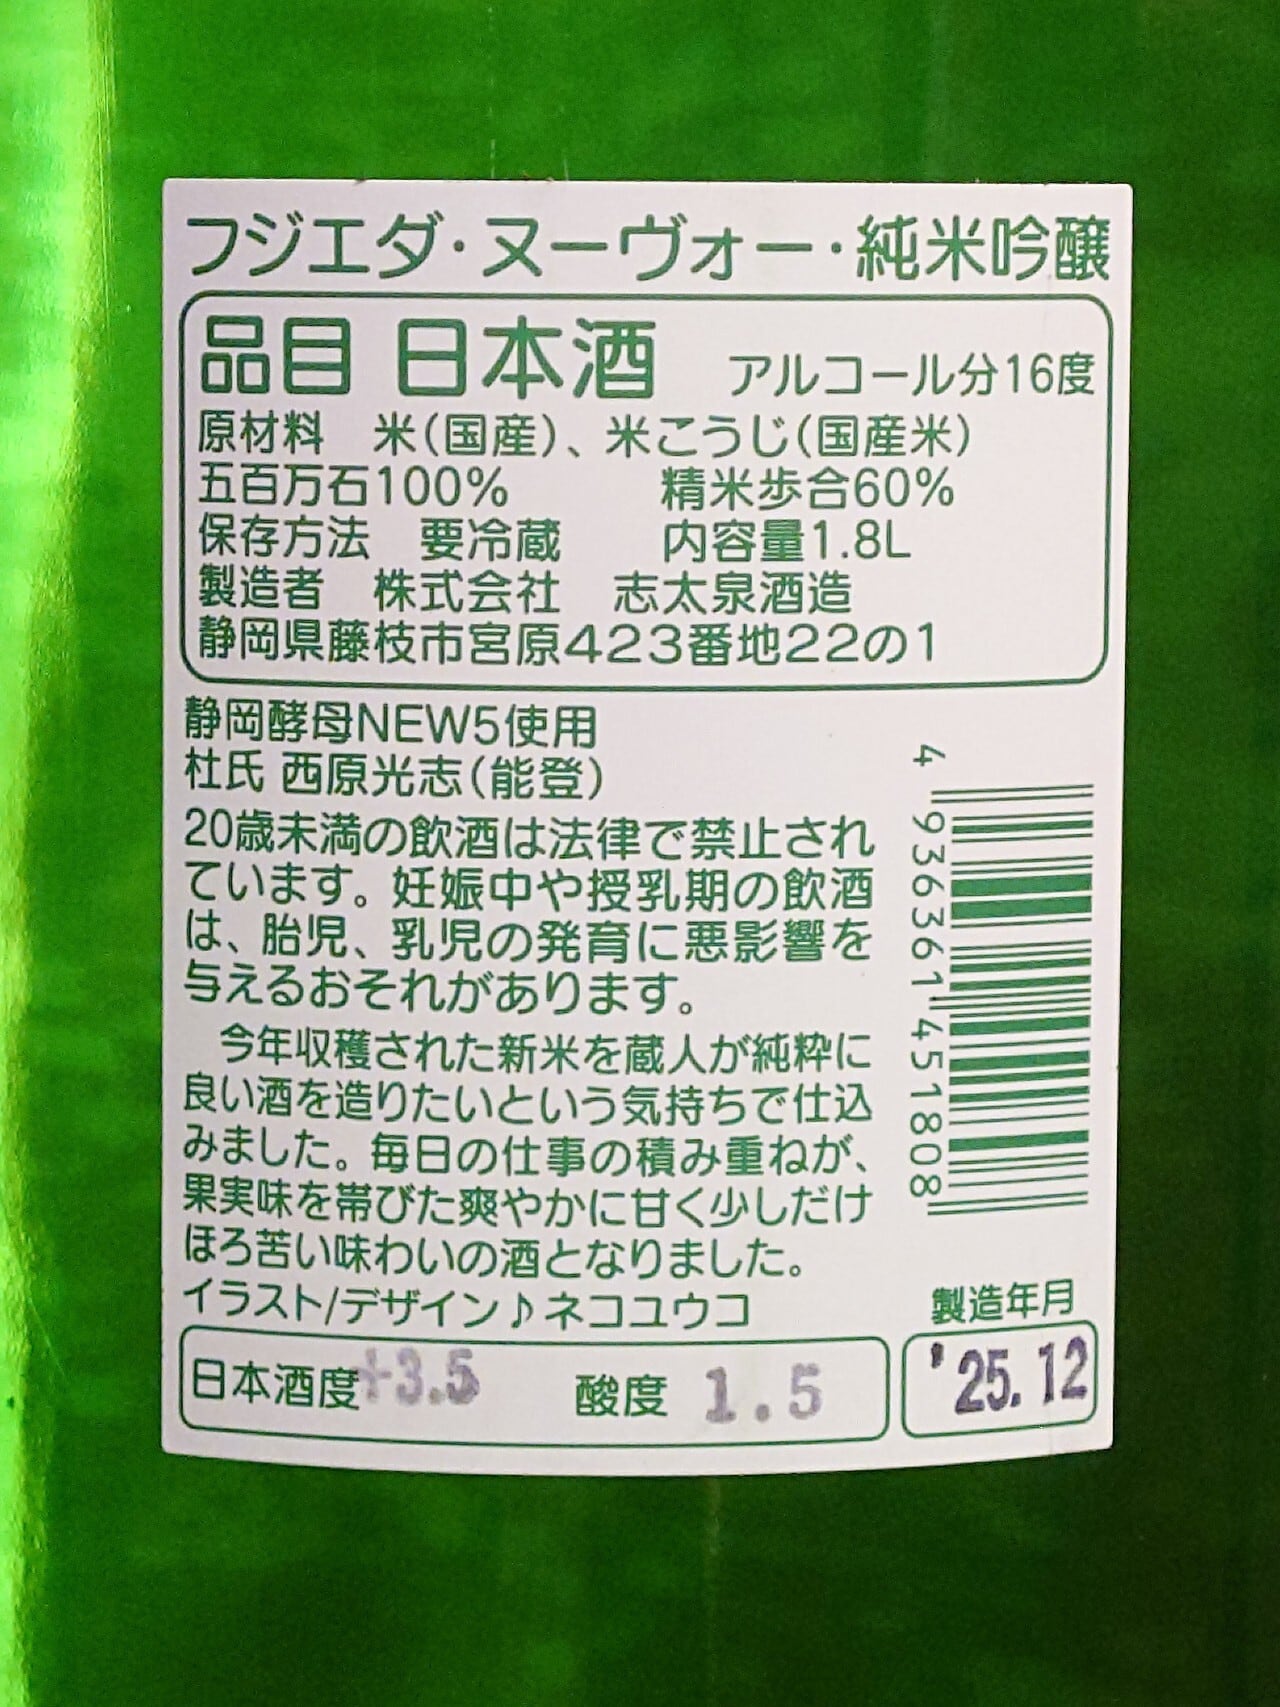 フジエダ・ヌーヴォー・純米吟醸
品目 日本酒 アルコール分16度
原材料 米(国産)、米こうじ(国産米)
五百万石100% 精米歩合60%
保存方法 要冷蔵 内容量1.8L
製造者 株式会社 志太泉酒造
静岡県藤枝市宮原423番地22の1
静岡酵母NEW5使用
杜氏 西原光志(能登)
20歳未満の飲酒は法律で禁止され
ています。妊娠中や授乳期の飲酒
は、胎児、乳児の発育に悪影響を
与えるおそれがあります。
今年収穫された新米を蔵人が純粋に
良い酒を造りたいという気持ちで仕込
みました。毎日の仕事の積み重ねが、
果実味を帯びた爽やかに甘く少しだけ
ほろ苦い味わいの酒となりました。
イラスト/デザイン♪ネコユウコ
4 936361 451808
製造年月
'25.12
日本酒度+3.5 酸度 1.5